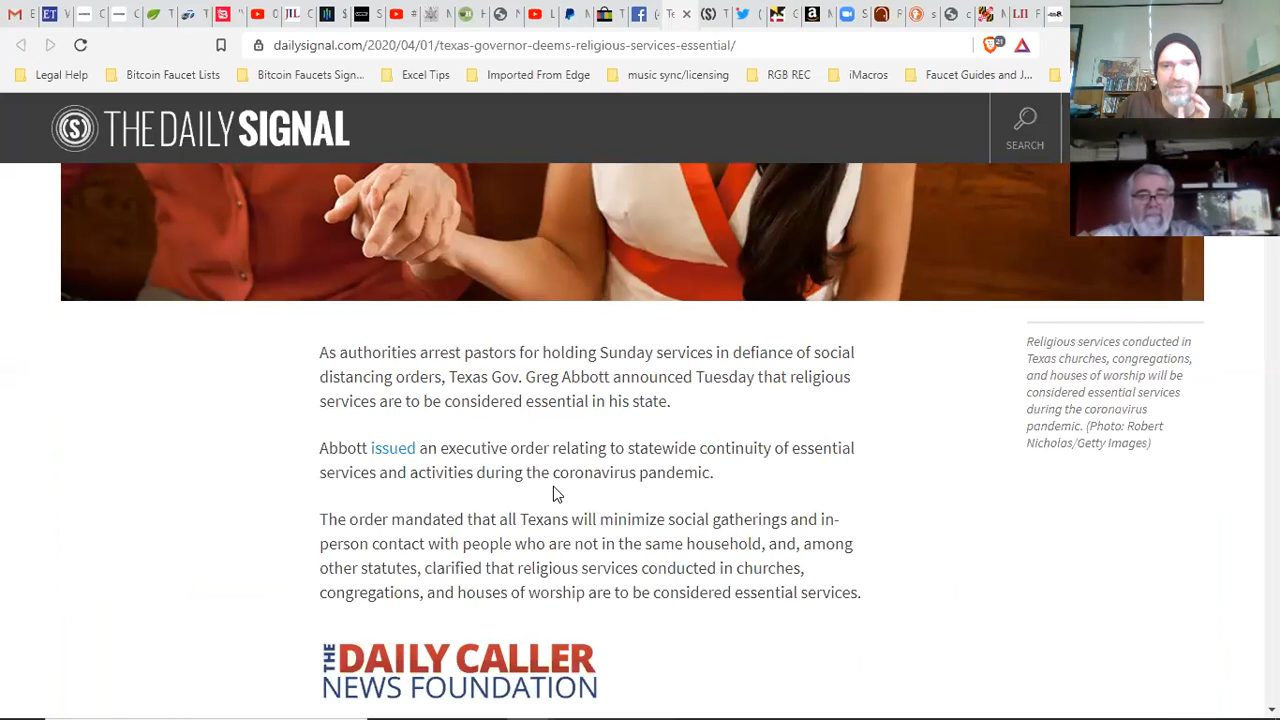 dailysignal.com/2020/04/01/texas-governor-deems-religious-services-essential/
21
Legal Help
Bitcoin Faucet Lists
Bitcoin Faucets Sign...
Excel Tips
Imported From Edge
music sync/licensing
RGB REC
iMacros
Faucet Guides and J...
(S) THE DAILY SIGNAL
SEARCH
As authorities arrest pastors for holding Sunday services in defiance of social
distancing orders, Texas Gov. Greg Abbott announced Tuesday that religious
services are to be considered essential in his state.
Abbott issued an executive order relating to statewide continuity of essential
services and activities during the coronavirus pandemic.
The order mandated that all Texans will minimize social gatherings and in-
person contact with people who are not in the same household, and, among
other statutes, clarified that religious services conducted in churches,
congregations, and houses of worship are to be considered essential services.
Religious services conducted in
Texas churches, congregations,
and houses of worship will be
considered essential services
during the coronavirus
pandemic. (Photo: Robert
Nicholas/Getty Images)
THE DAILY CALLER
NEWS FOUNDATION